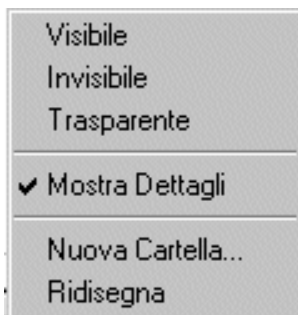 Visibile
Invisibile
Trasparente
Mostra Dettagli
Nuova Cartella...
Ridisegna